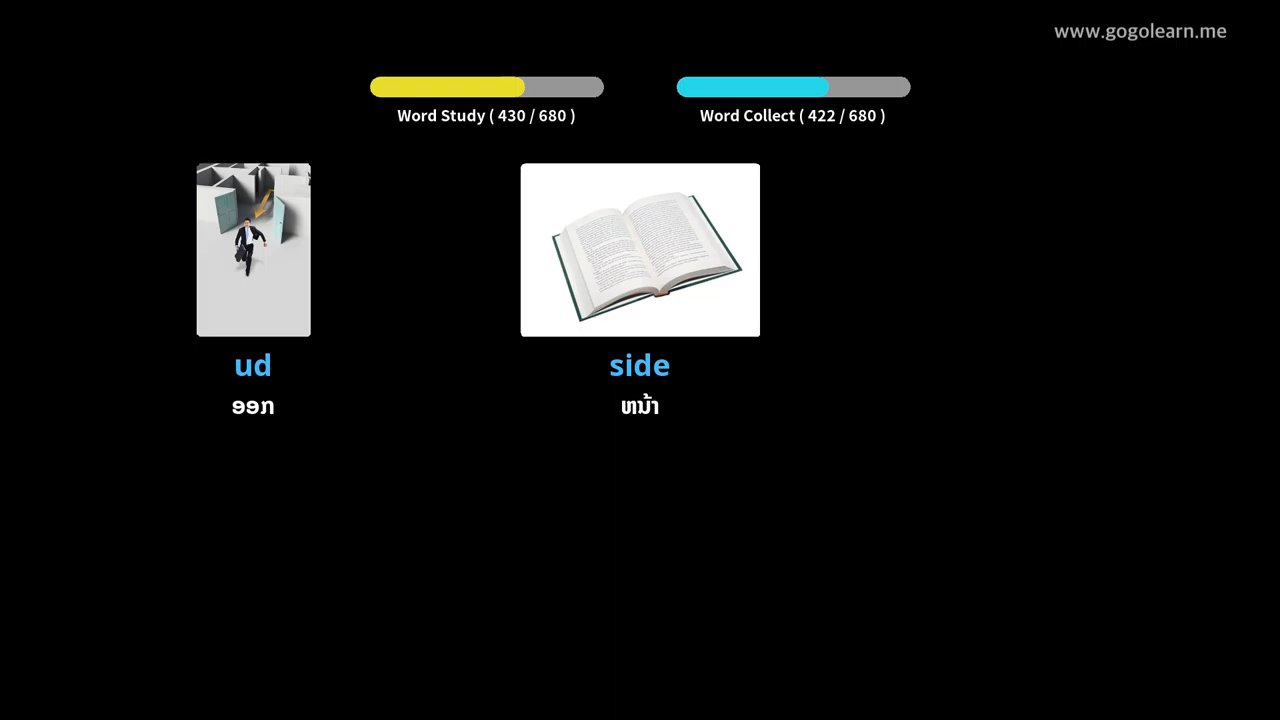 www.gogolearn.me
Word Study ( 430 / 680 )
Word Collect ( 422 / 680 )
ud
ອອກ
side
ຫນ້າ